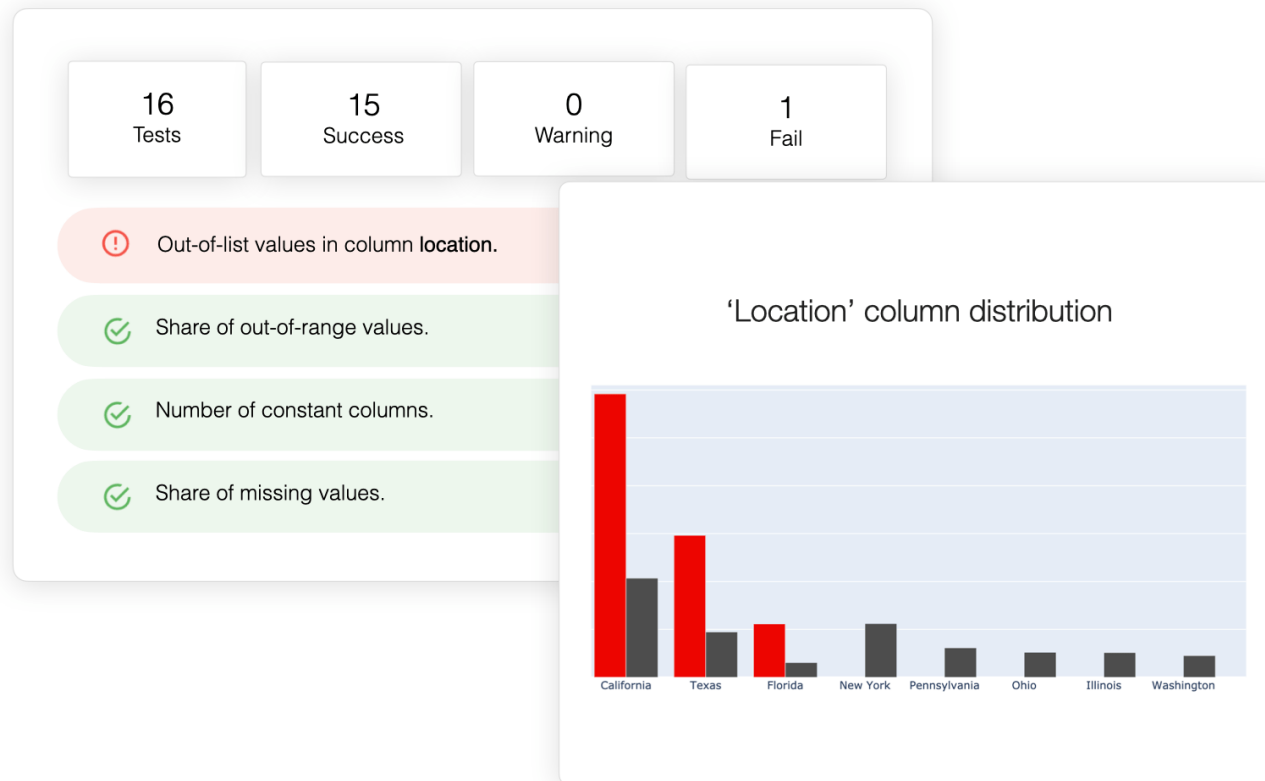 16
Tests
15
Success
0
Warning
1
Fail
Out-of-list values in column location.
Share of out-of-range values.
Number of constant columns.
Share of missing values.
‘Location’ column distribution
California Texas Florida New York Pennsylvania Ohio Illinois Washington